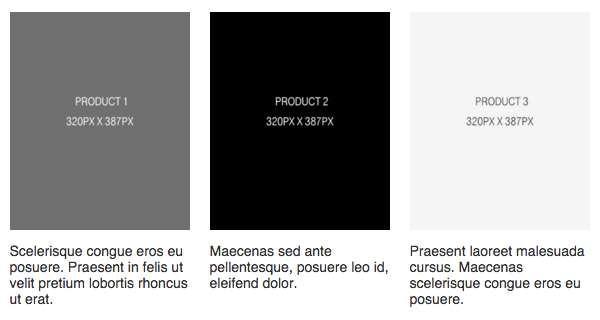 PRODUCT 1
320PX X 387PX
PRODUCT 2
320PX X 387PX
PRODUCT 3
320PX X 387PX
Scelerisque congue eros eu
posuere. Praesent in felis ut
velit pretium lobortis rhoncus
ut erat.
Maecenas sed ante
pellentesque, posuere leo id,
eleifend dolor.
Praesent laoreet malesuada
cursus. Maecenas
scelerisque congue eros eu
posuere.